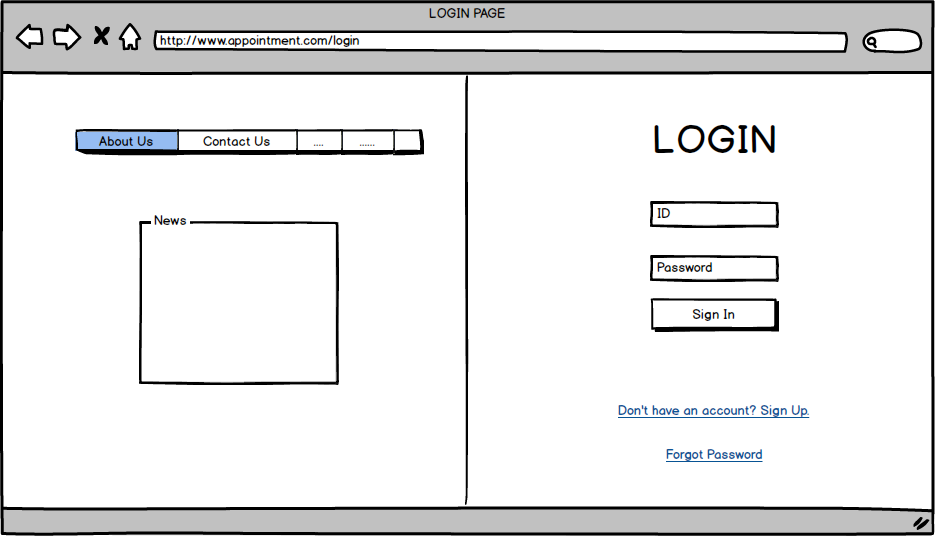 LOGIN PAGE
http://www.appointment.com/login
About Us
Contact Us
....
......
News
LOGIN
ID
Password
Sign In
Don't have an account? Sign Up.
Forgot Password